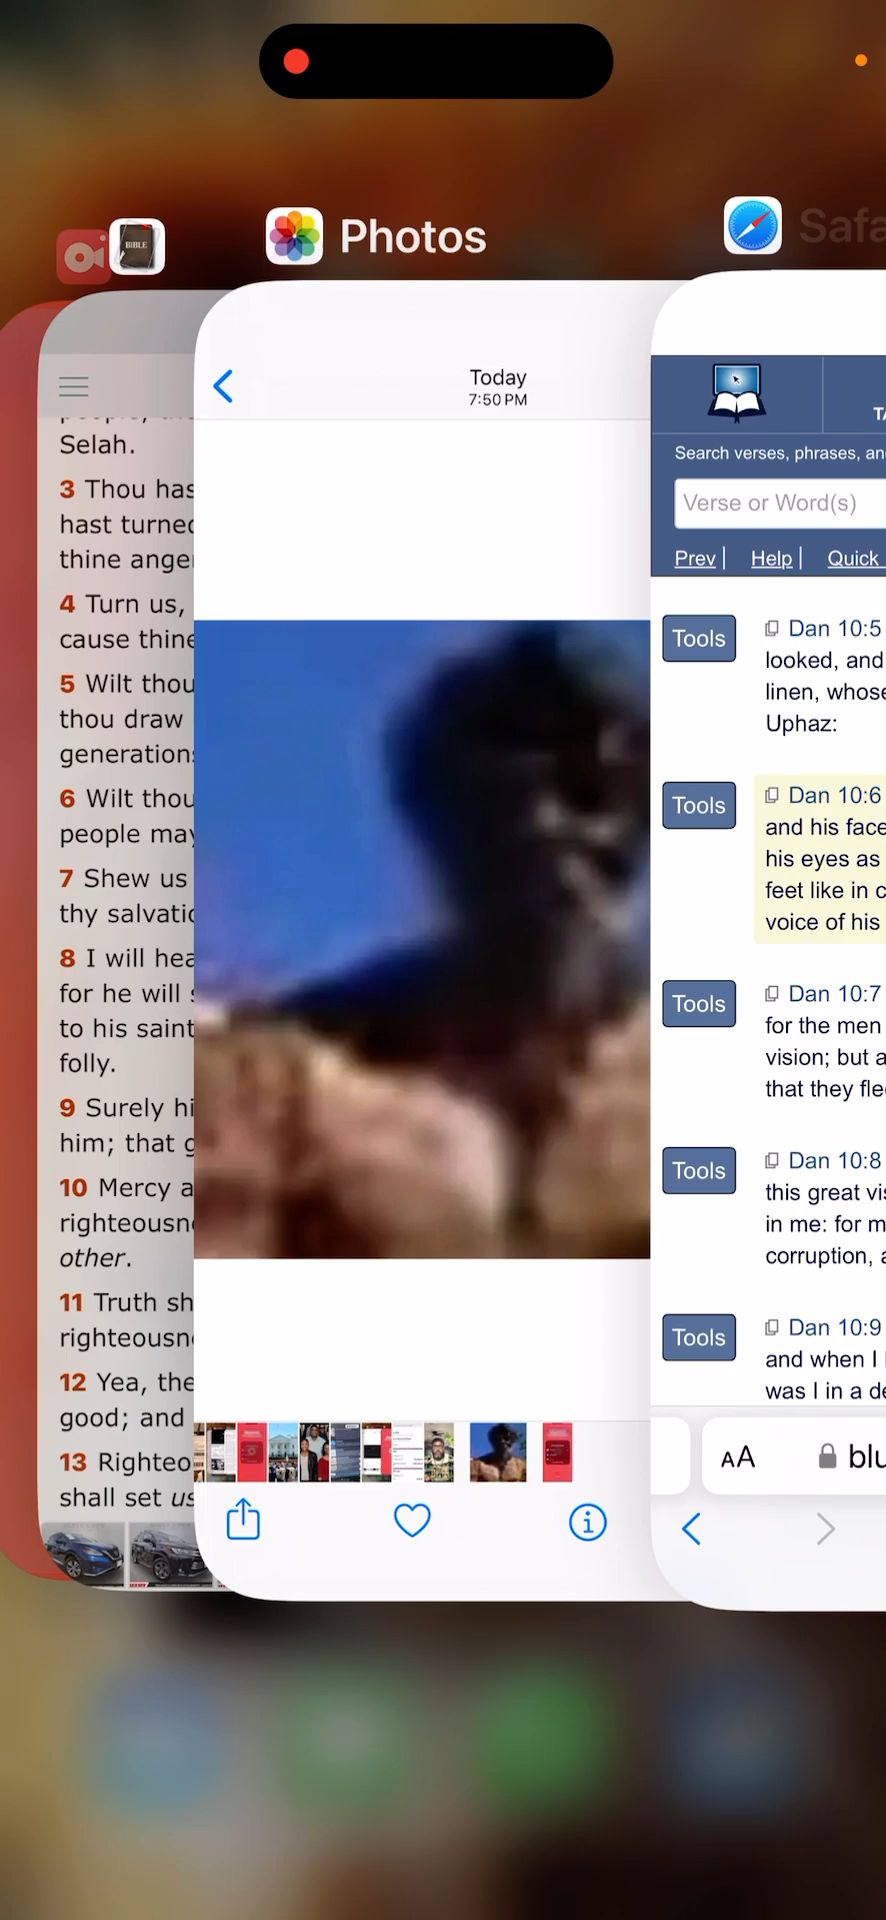 BIBLE
Photos
Safa
Selah.
3 Thou has
hast turned
thine anger
4 Turn us,
cause thine
5 Wilt thou
thou draw
generations
6 Wilt thou
people may
7 Shew us
thy salvatio
8 I will hea
for he will s
to his saint
folly.
9 Surely hi
him; that g
10 Mercy a
righteousne
other.
11 Truth sh
righteousn
12 Yea, the
good; and
13 Righteo
shall set us
Today
7:50 PM
TA
Search verses, phrases, an
Verse or Word(s)
Prev | Help | Quick
Tools
Dan 10:5
looked, and
linen, whose
Uphaz:
Tools
Dan 10:6
and his face
his eyes as
feet like in c
voice of his
Tools
Dan 10:7
for the men
vision; but a
that they fle
Tools
Dan 10:8
this great vis
in me: for m
corruption, a
Tools
Dan 10:9
and when I
was I in a de
AA
blu